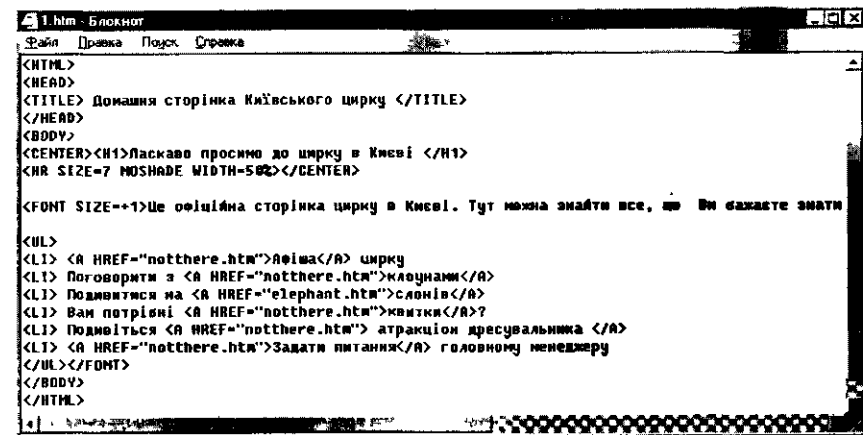 1.htm - Блокнот
Файл Правка Поиск Справка
<HTML>
<HEAD>
<TITLE> Домашня сторінка Київського цирку </TITLE>
</HEAD>
<BODY>
<CENTER><H1>Ласкаво просимо до цирку в Києві </H1>
<HR SIZE=7 NOSHADE WIDTH=50%></CENTER>
<FONT SIZE=+1>Це офіційна сторінка цирку в Києві. Тут можна знайти все, що Ви бажаєте знати
<UL>
<LI> <A HREF="notthere.htm">Афіша</A> цирку
<LI> Поговорити з <A HREF="notthere.htm">клоунами</A>
<LI> Подивитися на <A HREF="elephant.htm">слонів</A>
<LI> Вам потрібні <A HREF="notthere.htm">квитки</A>?
<LI> Подивіться <A HREF="notthere.htm"> атракціон дресувальника </A>
<LI> <A HREF="notthere.htm">Задати питання</A> головному менеджеру
</UL></FONT>
</BODY>
</HTML>